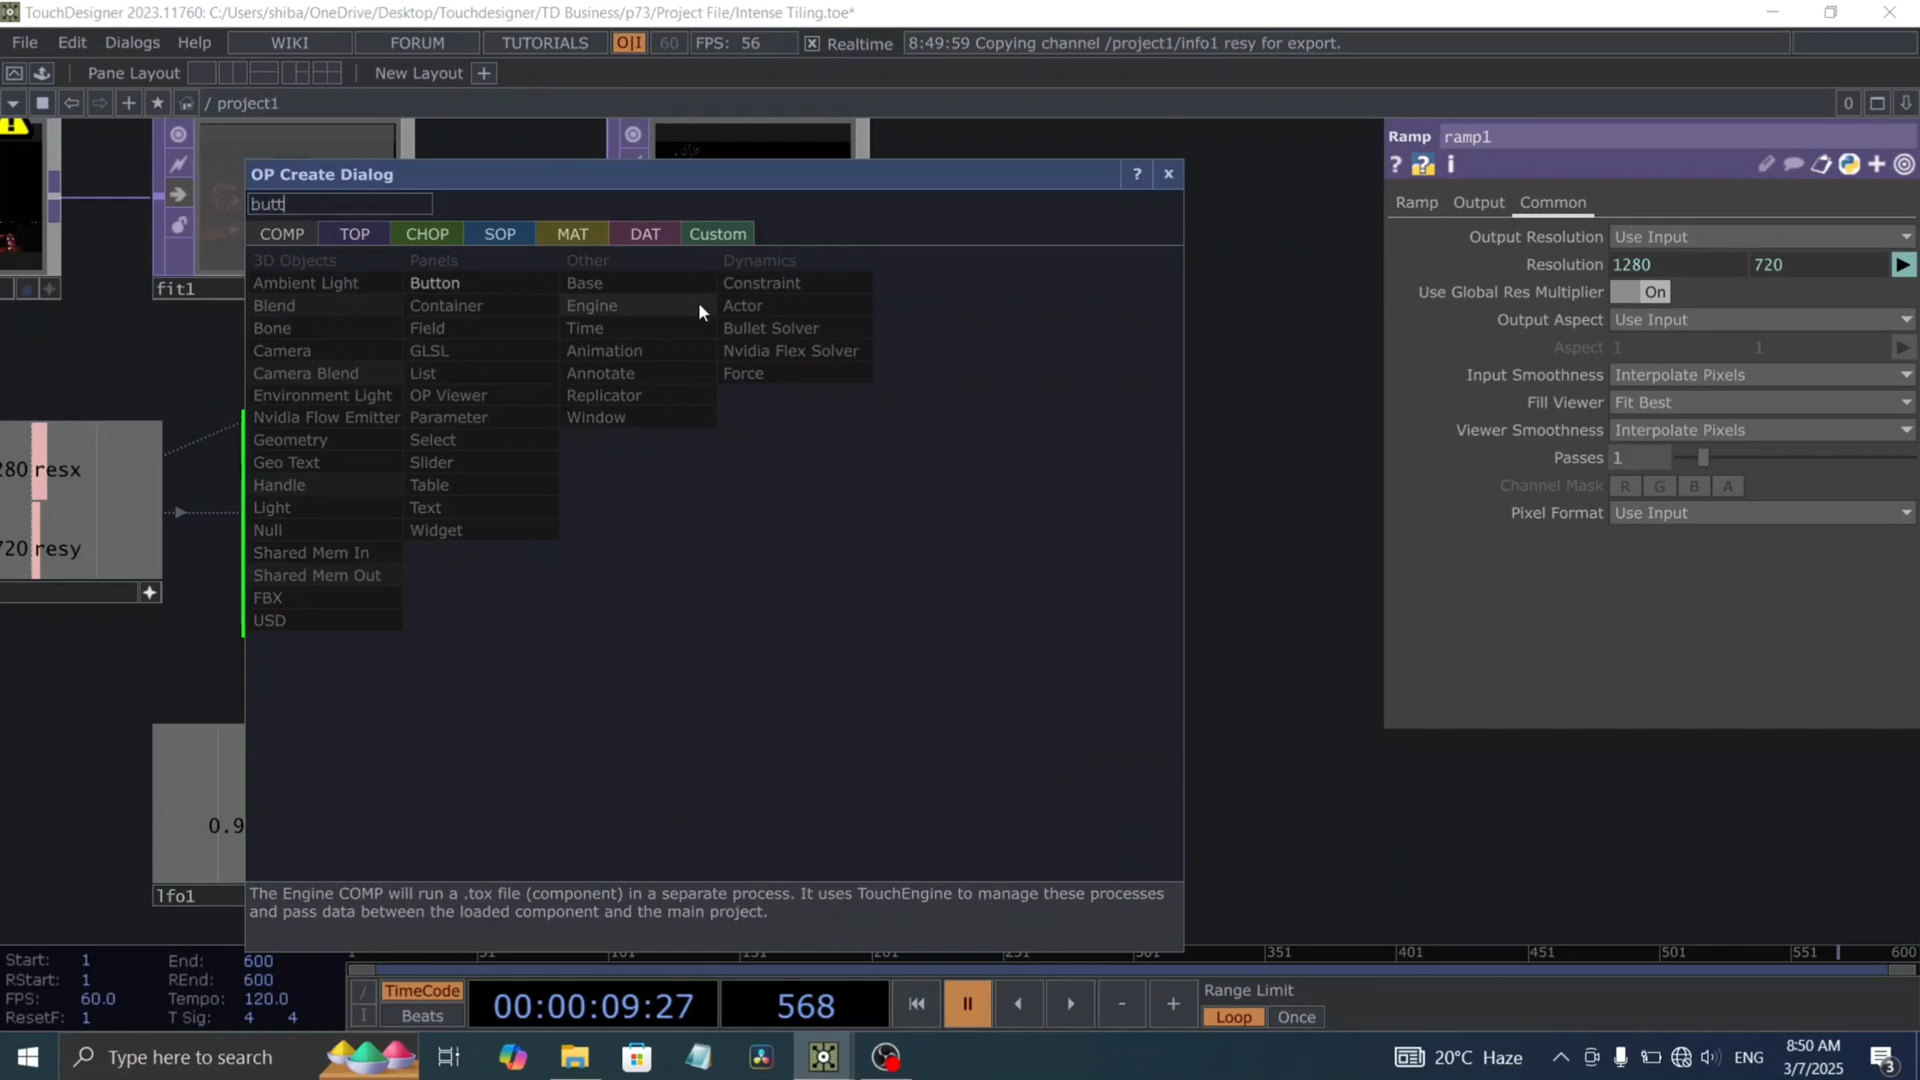 TouchDesigner 2023.11760: C:/Users/shiba/OneDrive/Desktop/Touchdesigner/TD Business/p73/Project File/Intense Tiling.toe*
File Edit Dialogs Help WIKI FORUM TUTORIALS O|I 60 FPS: 56 X Realtime 8:49:59 Copying channel /project1/info1 resy for export.
Pane Layout New Layout +
/ project1 0
Ramp ramp1
OP Create Dialog ? x
? ? i
butt
COMP TOP CHOP SOP MAT DAT Custom
Ramp Output Common
3D Objects Panels Other Dynamics
Ambient Light Button Base Constraint
Blend Container Engine Actor
Bone Field Time Bullet Solver
Camera GLSL Animation Nvidia Flex Solver
Camera Blend List Annotate Force
Environment Light OP Viewer Replicator
Nvidia Flow Emitter Parameter Window
Geometry Select
Geo Text Slider
Handle Table
Light Text
Null Widget
Shared Mem In
Shared Mem Out
FBX
USD
Output Resolution Use Input
Resolution 1280 720
Use Global Res Multiplier On
Output Aspect Use Input
Aspect 1 1
Input Smoothness Interpolate Pixels
Fill Viewer Fit Best
Viewer Smoothness Interpolate Pixels
Passes 1
Channel Mask R G B A
Pixel Format Use Input
fit1
280 resx
720 resy
0.9
lfo1
The Engine COMP will run a .tox file (component) in a separate process. It uses TouchEngine to manage these processes
and pass data between the loaded component and the main project.
1 351 401 451 501 551 600
Start: 1 End: 600
RStart: 1 REnd: 600
FPS: 60.0 Tempo: 120.0
ResetF: 1 T Sig: 4 4
/ TimeCode
I Beats
00:00:09:27 568 - +
Range Limit
Loop Once
Type here to search
20°C Haze ENG
8:50 AM
3/7/2025
3